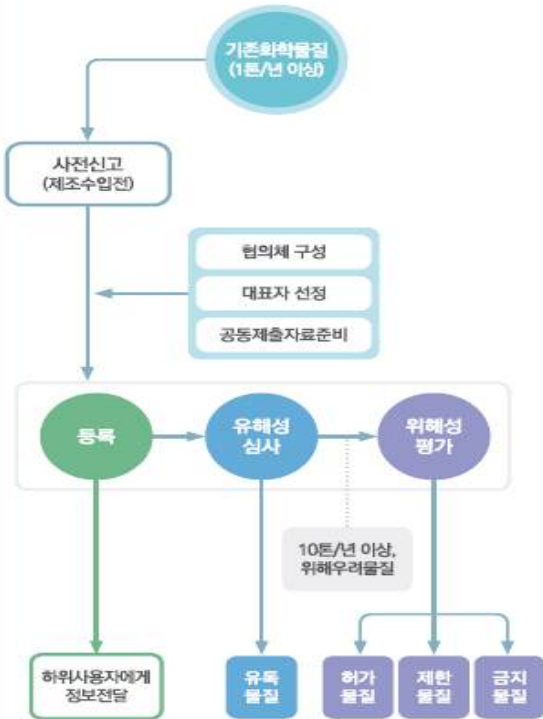 기존화학물질
(1톤/년 이상)
사전신고
(제조수입전)
협의체 구성
대표자 선정
공동제출자료준비
등록
유해성
심사
위해성
평가
10톤/년 이상,
위해우려물질
하위사용자에게
정보전달
유독
물질
허가
물질
제한
물질
금지
물질